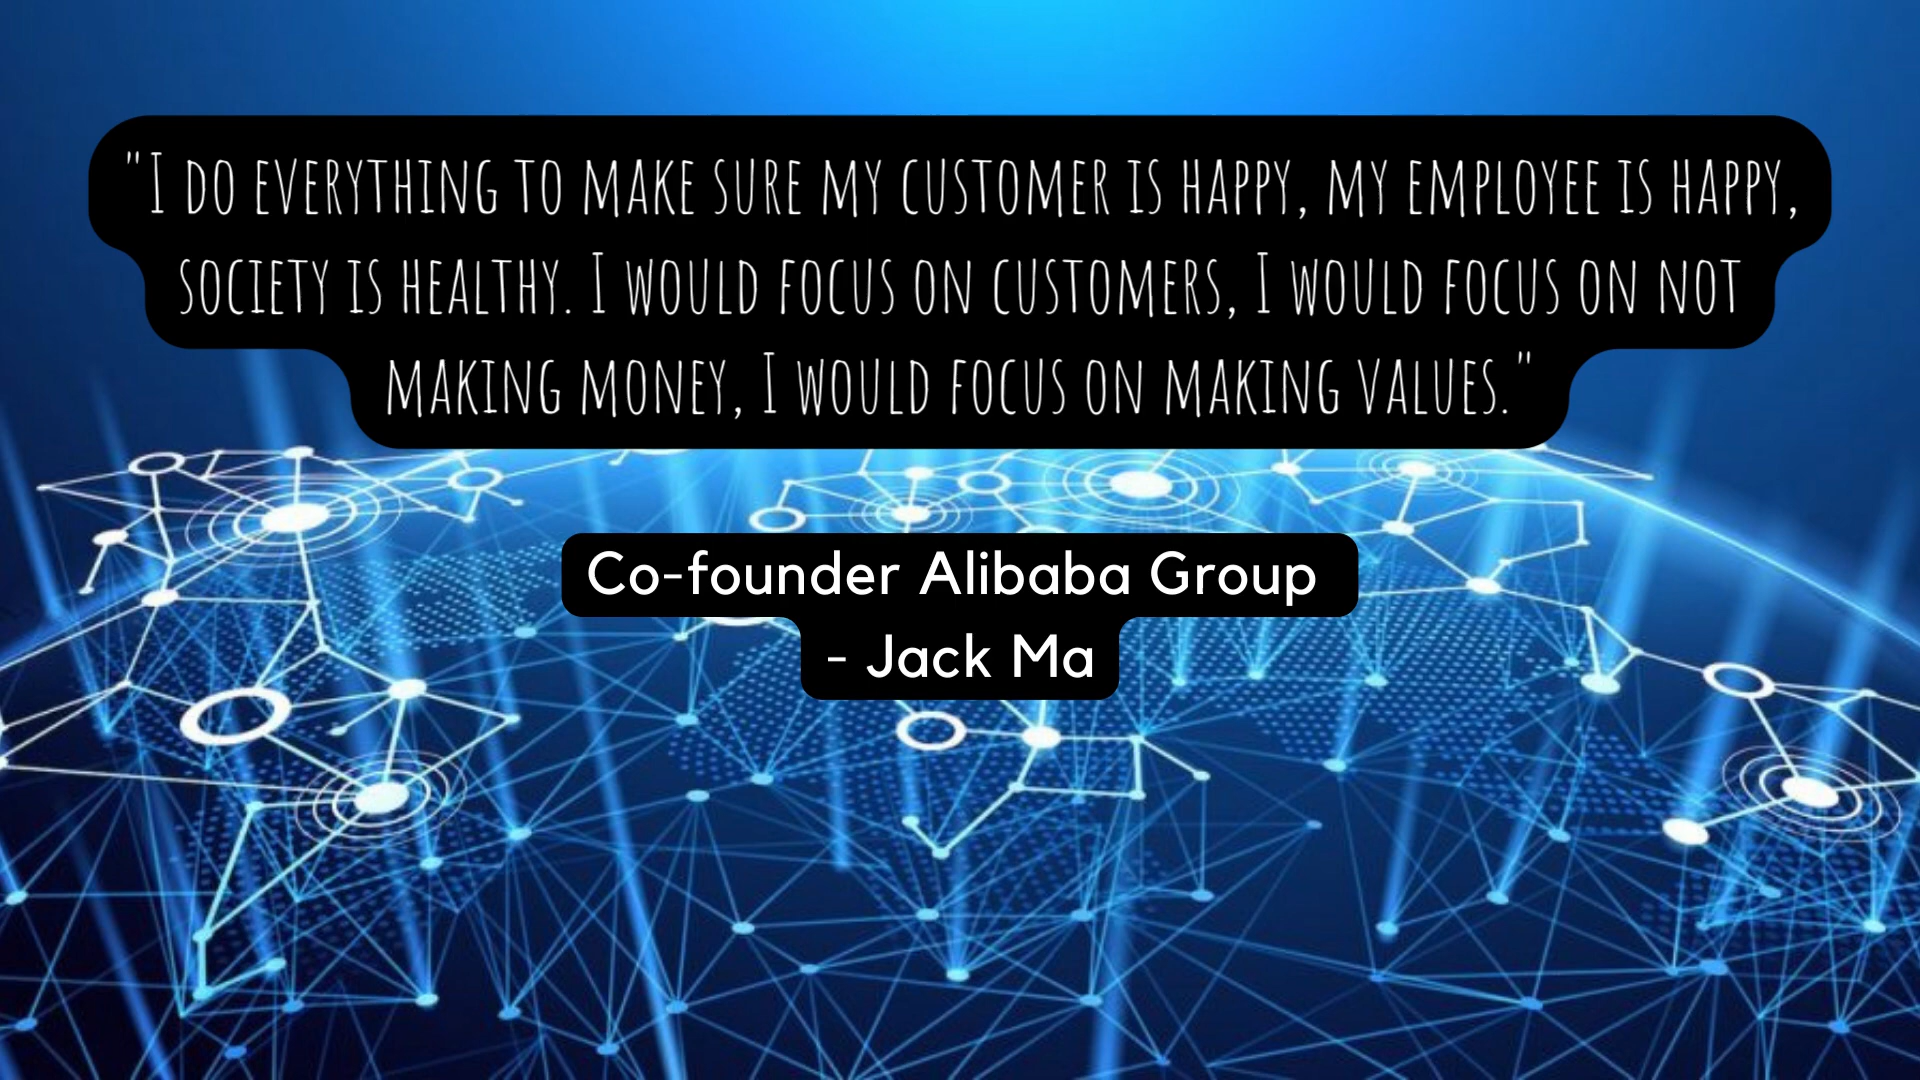 "I DO EVERYTHING TO MAKE SURE MY CUSTOMER IS HAPPY, MY EMPLOYEE IS HAPPY,
SOCIETY IS HEALTHY. I WOULD FOCUS ON CUSTOMERS, I WOULD FOCUS ON NOT
MAKING MONEY, I WOULD FOCUS ON MAKING VALUES."
Co-founder Alibaba Group
- Jack Ma